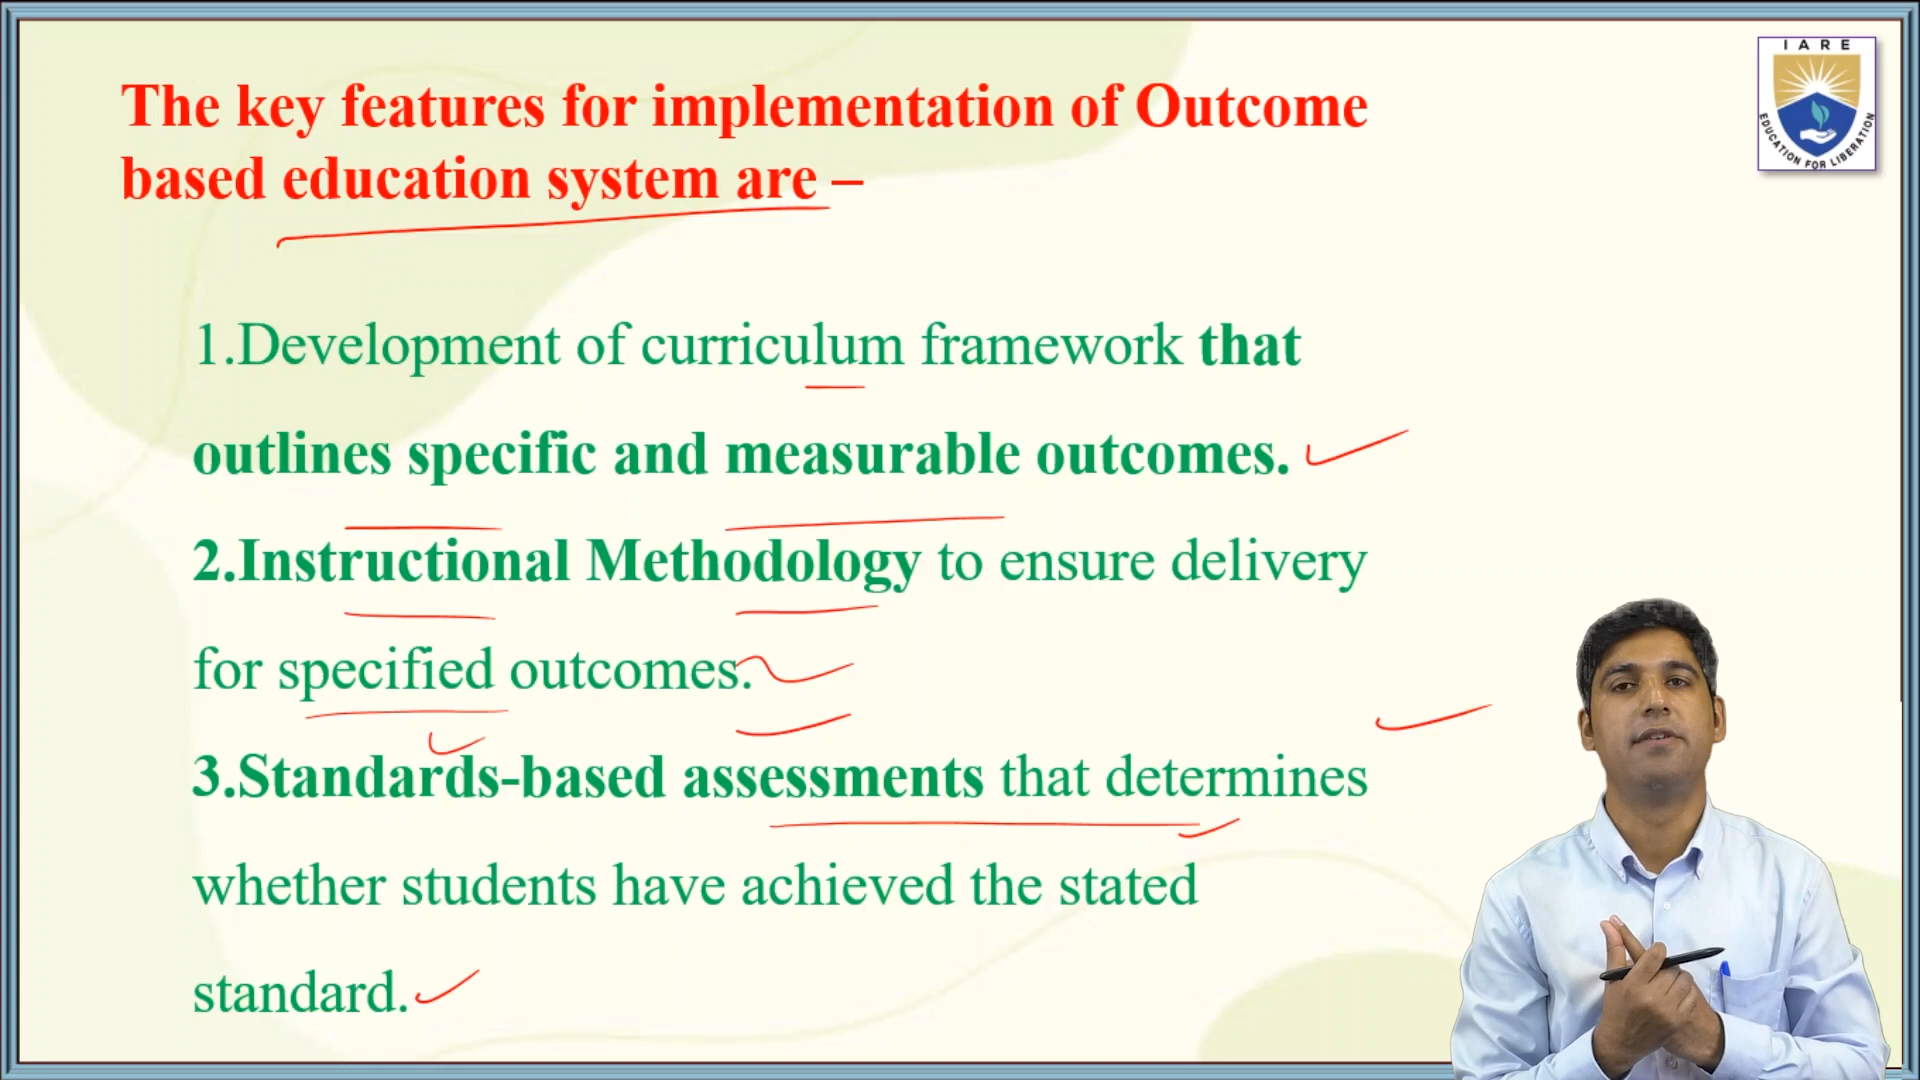 The key features for implementation of Outcome
based education system are –
IARE
EDUCATION FOR LIBERATION
1.Development of curriculum framework that
outlines specific and measurable outcomes.
2.Instructional Methodology to ensure delivery
for specified outcomes.
3.Standards-based assessments that determines
whether students have achieved the stated
standard.